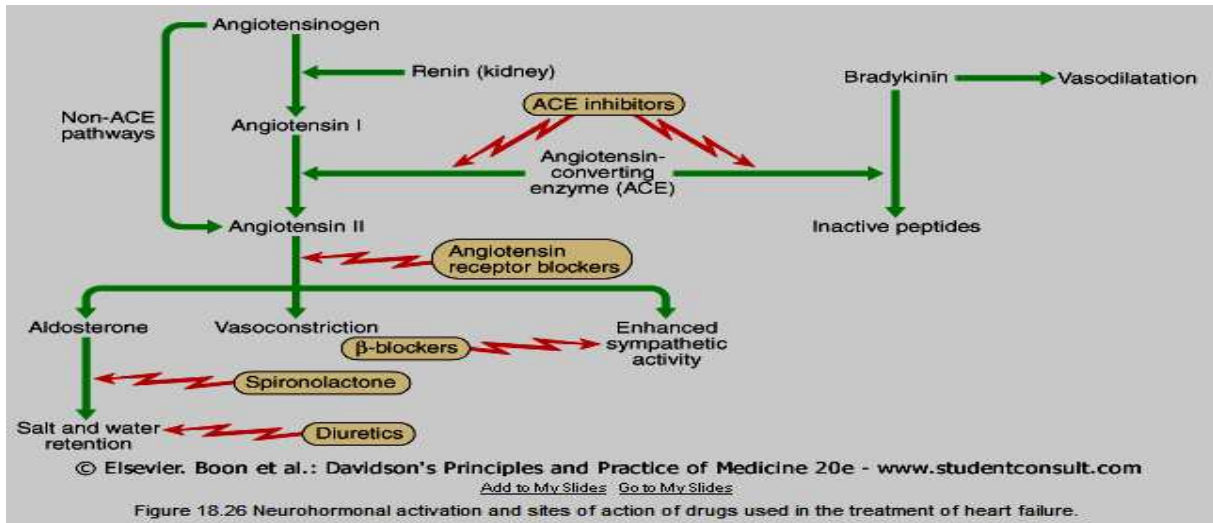 Angiotensinogen
Renin (kidney)
Bradykinin
Vasodilatation
Non-ACE
pathways
ACE inhibitors
Angiotensin I
Angiotensin-
converting
enzyme (ACE)
Angiotensin II
Inactive peptides
Angiotensin
receptor blockers
Aldosterone
Vasoconstriction
Enhanced
sympathetic
activity
β-blockers
Spironolactone
Salt and water
retention
Diuretics
© Elsevier. Boon et al.: Davidson's Principles and Practice of Medicine 20e - www.studentconsult.com
Add to My Slides Go to My Slides
Figure 18.26 Neurohormonal activation and sites of action of drugs used in the treatment of heart failure.